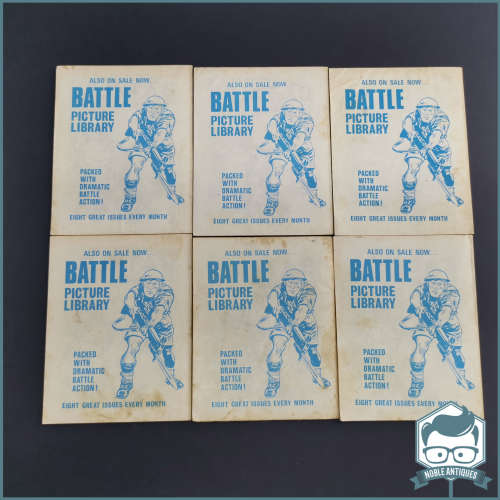 ALSO ON SALE NOW...
BATTLE
PICTURE
LIBRARY
PACKED
WITH
DRAMATIC
BATTLE
ACTION!
EIGHT GREAT ISSUES EVERY MONTH
ALSO ON SALE NOW...
BATTLE
PICTURE
LIBRARY
PACKED
WITH
DRAMATIC
BATTLE
ACTION!
EIGHT GREAT ISSUES EVERY MONTH
ALSO ON SALE NOW...
BATTLE
PICTURE
LIBRARY
PACKED
WITH
DRAMATIC
BATTLE
ACTION!
EIGHT GREAT ISSUES EVERY MONTH
ALSO ON SALE NOW...
BATTLE
PICTURE
LIBRARY
PACKED
WITH
DRAMATIC
BATTLE
ACTION!
EIGHT GREAT ISSUES EVERY MONTH
ALSO ON SALE NOW...
BATTLE
PICTURE
LIBRARY
PACKED
WITH
DRAMATIC
BATTLE
ACTION!
EIGHT GREAT ISSUES EVERY MONTH
ALSO ON SALE NOW...
BATTLE
PICTURE
LIBRARY
PACKED
WITH
DRAMATIC
BATTLE
ACTION!
EIGHT GREAT ISSUES EVERY MONTH
NOBLE ANTIQUES